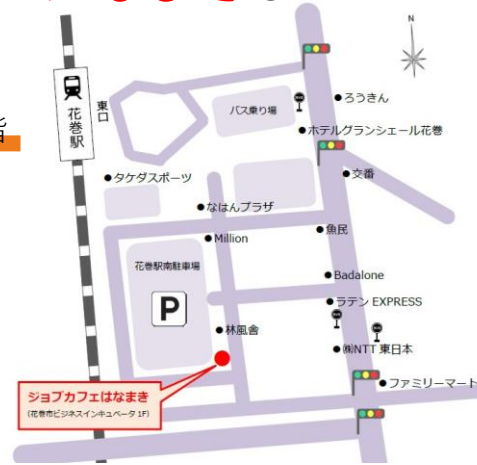 N
花巻駅
東口
バス乗り場
ろうきん
ホテルグランシェール花巻
交番
タケダスポーツ
なはんプラザ
魚民
Million
花巻駅南駐車場
P
Badalone
ラテン EXPRESS
林風舎
㈱NTT 東日本
ジョブカフェはなまき
(花巻市ビジネスインキュベータ 1F)
ファミリーマート